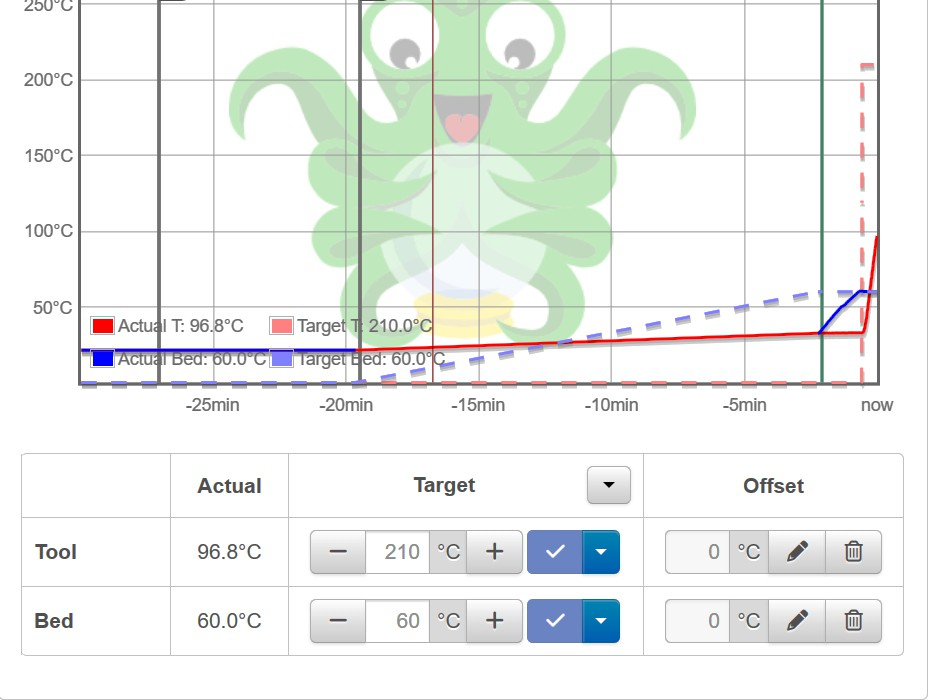 250°C
200°C
150°C
100°C
50°C
Actual T: 96.8°C Target T: 210.0°C
Actual Bed: 60.0°C Target Bed: 60.0°C
-25min -20min -15min -10min -5min now
Actual Target Offset
Tool 96.8°C 210 °C 0 °C
Bed 60.0°C 60 °C 0 °C